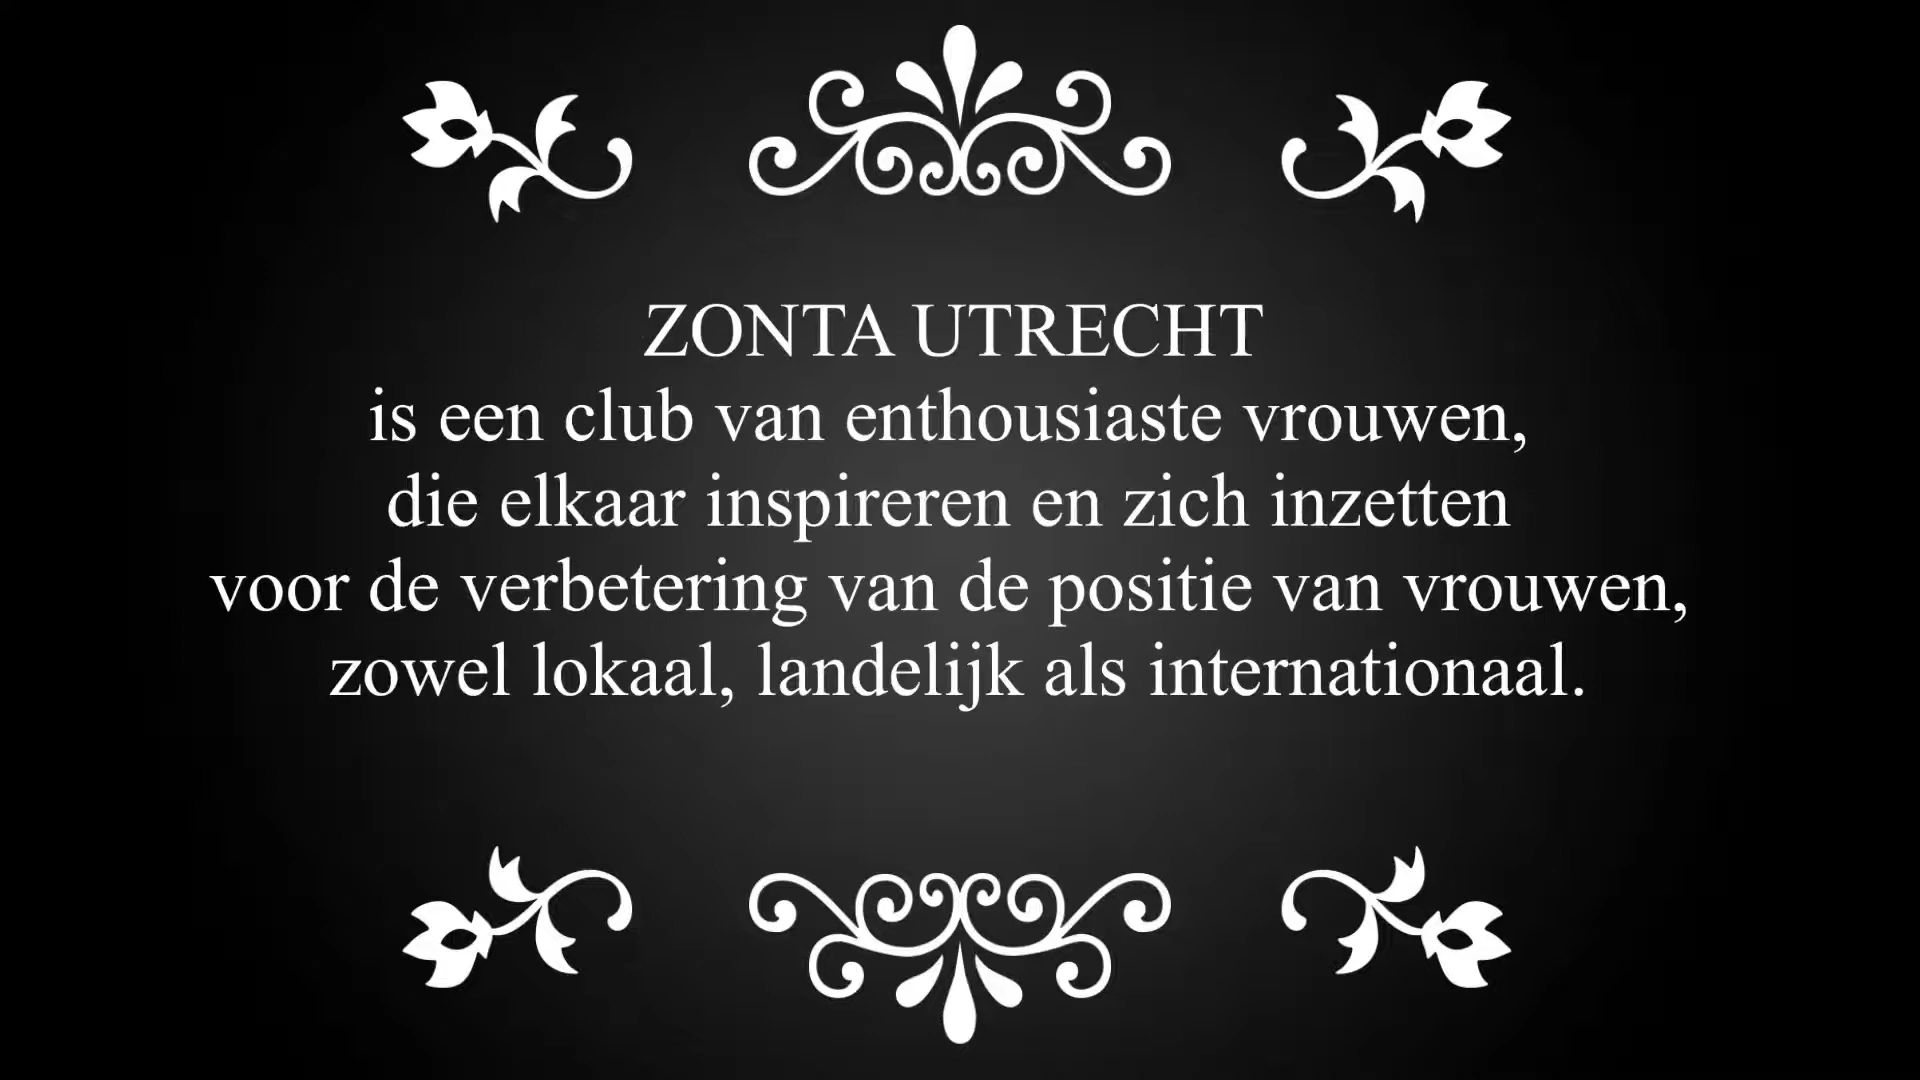 ZONTA UTRECHT
is een club van enthousiaste vrouwen,
die elkaar inspireren en zich inzetten
voor de verbetering van de positie van vrouwen,
zowel lokaal, landelijk als internationaal.